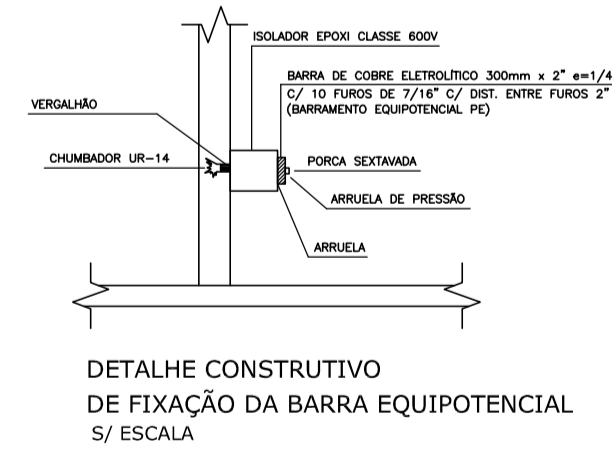 ISOLADOR EPOXI CLASSE 600V
BARRA DE COBRE ELETROLÍTICO 300mm x 2" e=1/4
C/ 10 FUROS DE 7/16" C/ DIST. ENTRE FUROS 2"
(BARRAMENTO EQUIPOTENCIAL PE)
VERGALHÃO
CHUMBADOR UR-14
PORCA SEXTAVADA
ARRUELA DE PRESSÃO
ARRUELA
DETALHE CONSTRUTIVO
DE FIXAÇÃO DA BARRA EQUIPOTENCIAL
S/ ESCALA